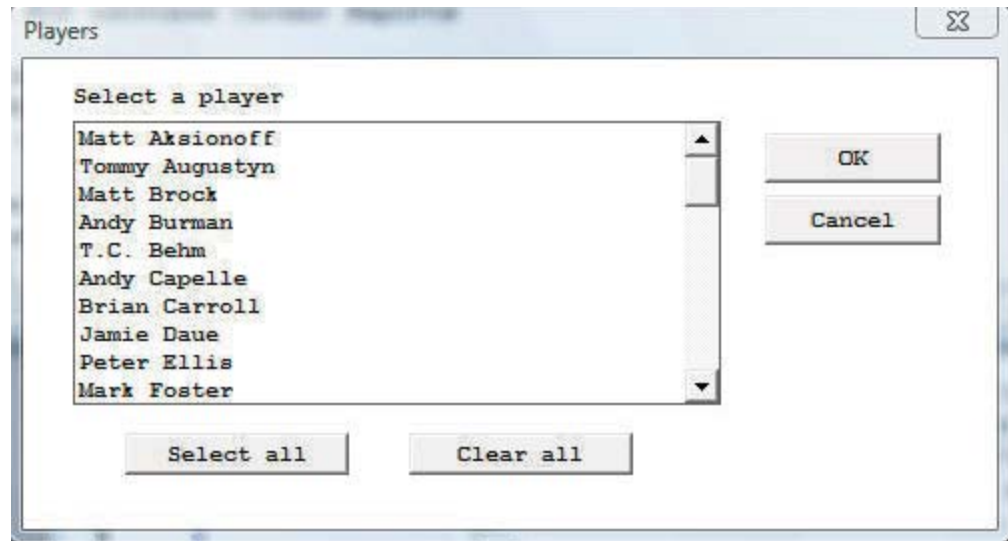 Players
Select a player
Matt Aksionoff
Tommy Augustyn
Matt Brock
Andy Burman
T.C. Behm
Andy Capelle
Brian Carroll
Jamie Daue
Peter Ellis
Mark Foster
OK
Cancel
Select all
Clear all